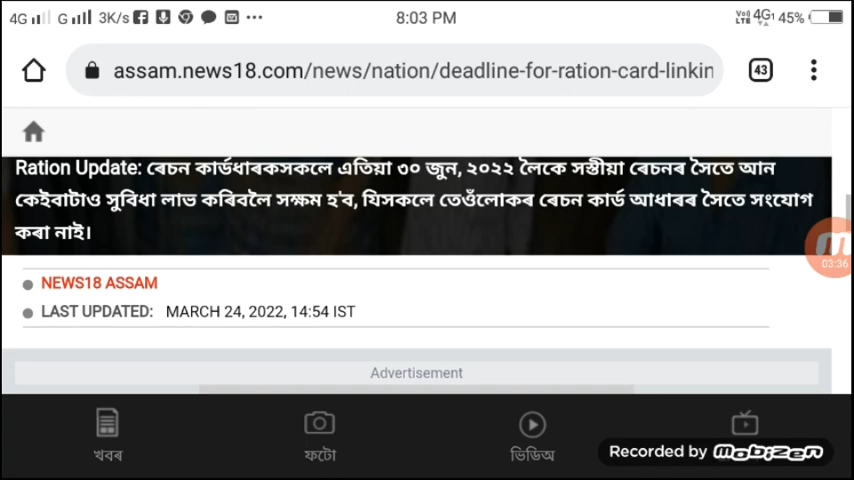 4G G 3K/s 8:03 PM VoLTE 4G1 45%
assam.news18.com/news/nation/deadline-for-ration-card-linkin 43
Ration Update: ৰেচন কাৰ্ডধাৰকসকলে এতিয়া ৩০ জুন, ২০২২ লৈকে সস্তীয়া ৰেচনৰ সৈতে আন
কেইবাটাও সুবিধা লাভ কৰিবলৈ সক্ষম হ'ব, যিসকলে তেওঁলোকৰ ৰেচন কাৰ্ড আধাৰৰ সৈতে সংযোগ
কৰা নাই।
NEWS18 ASSAM
LAST UPDATED: MARCH 24, 2022, 14:54 IST
03:36
Advertisement
খবৰ ফটো ভিডিঅ
Recorded by mobizen